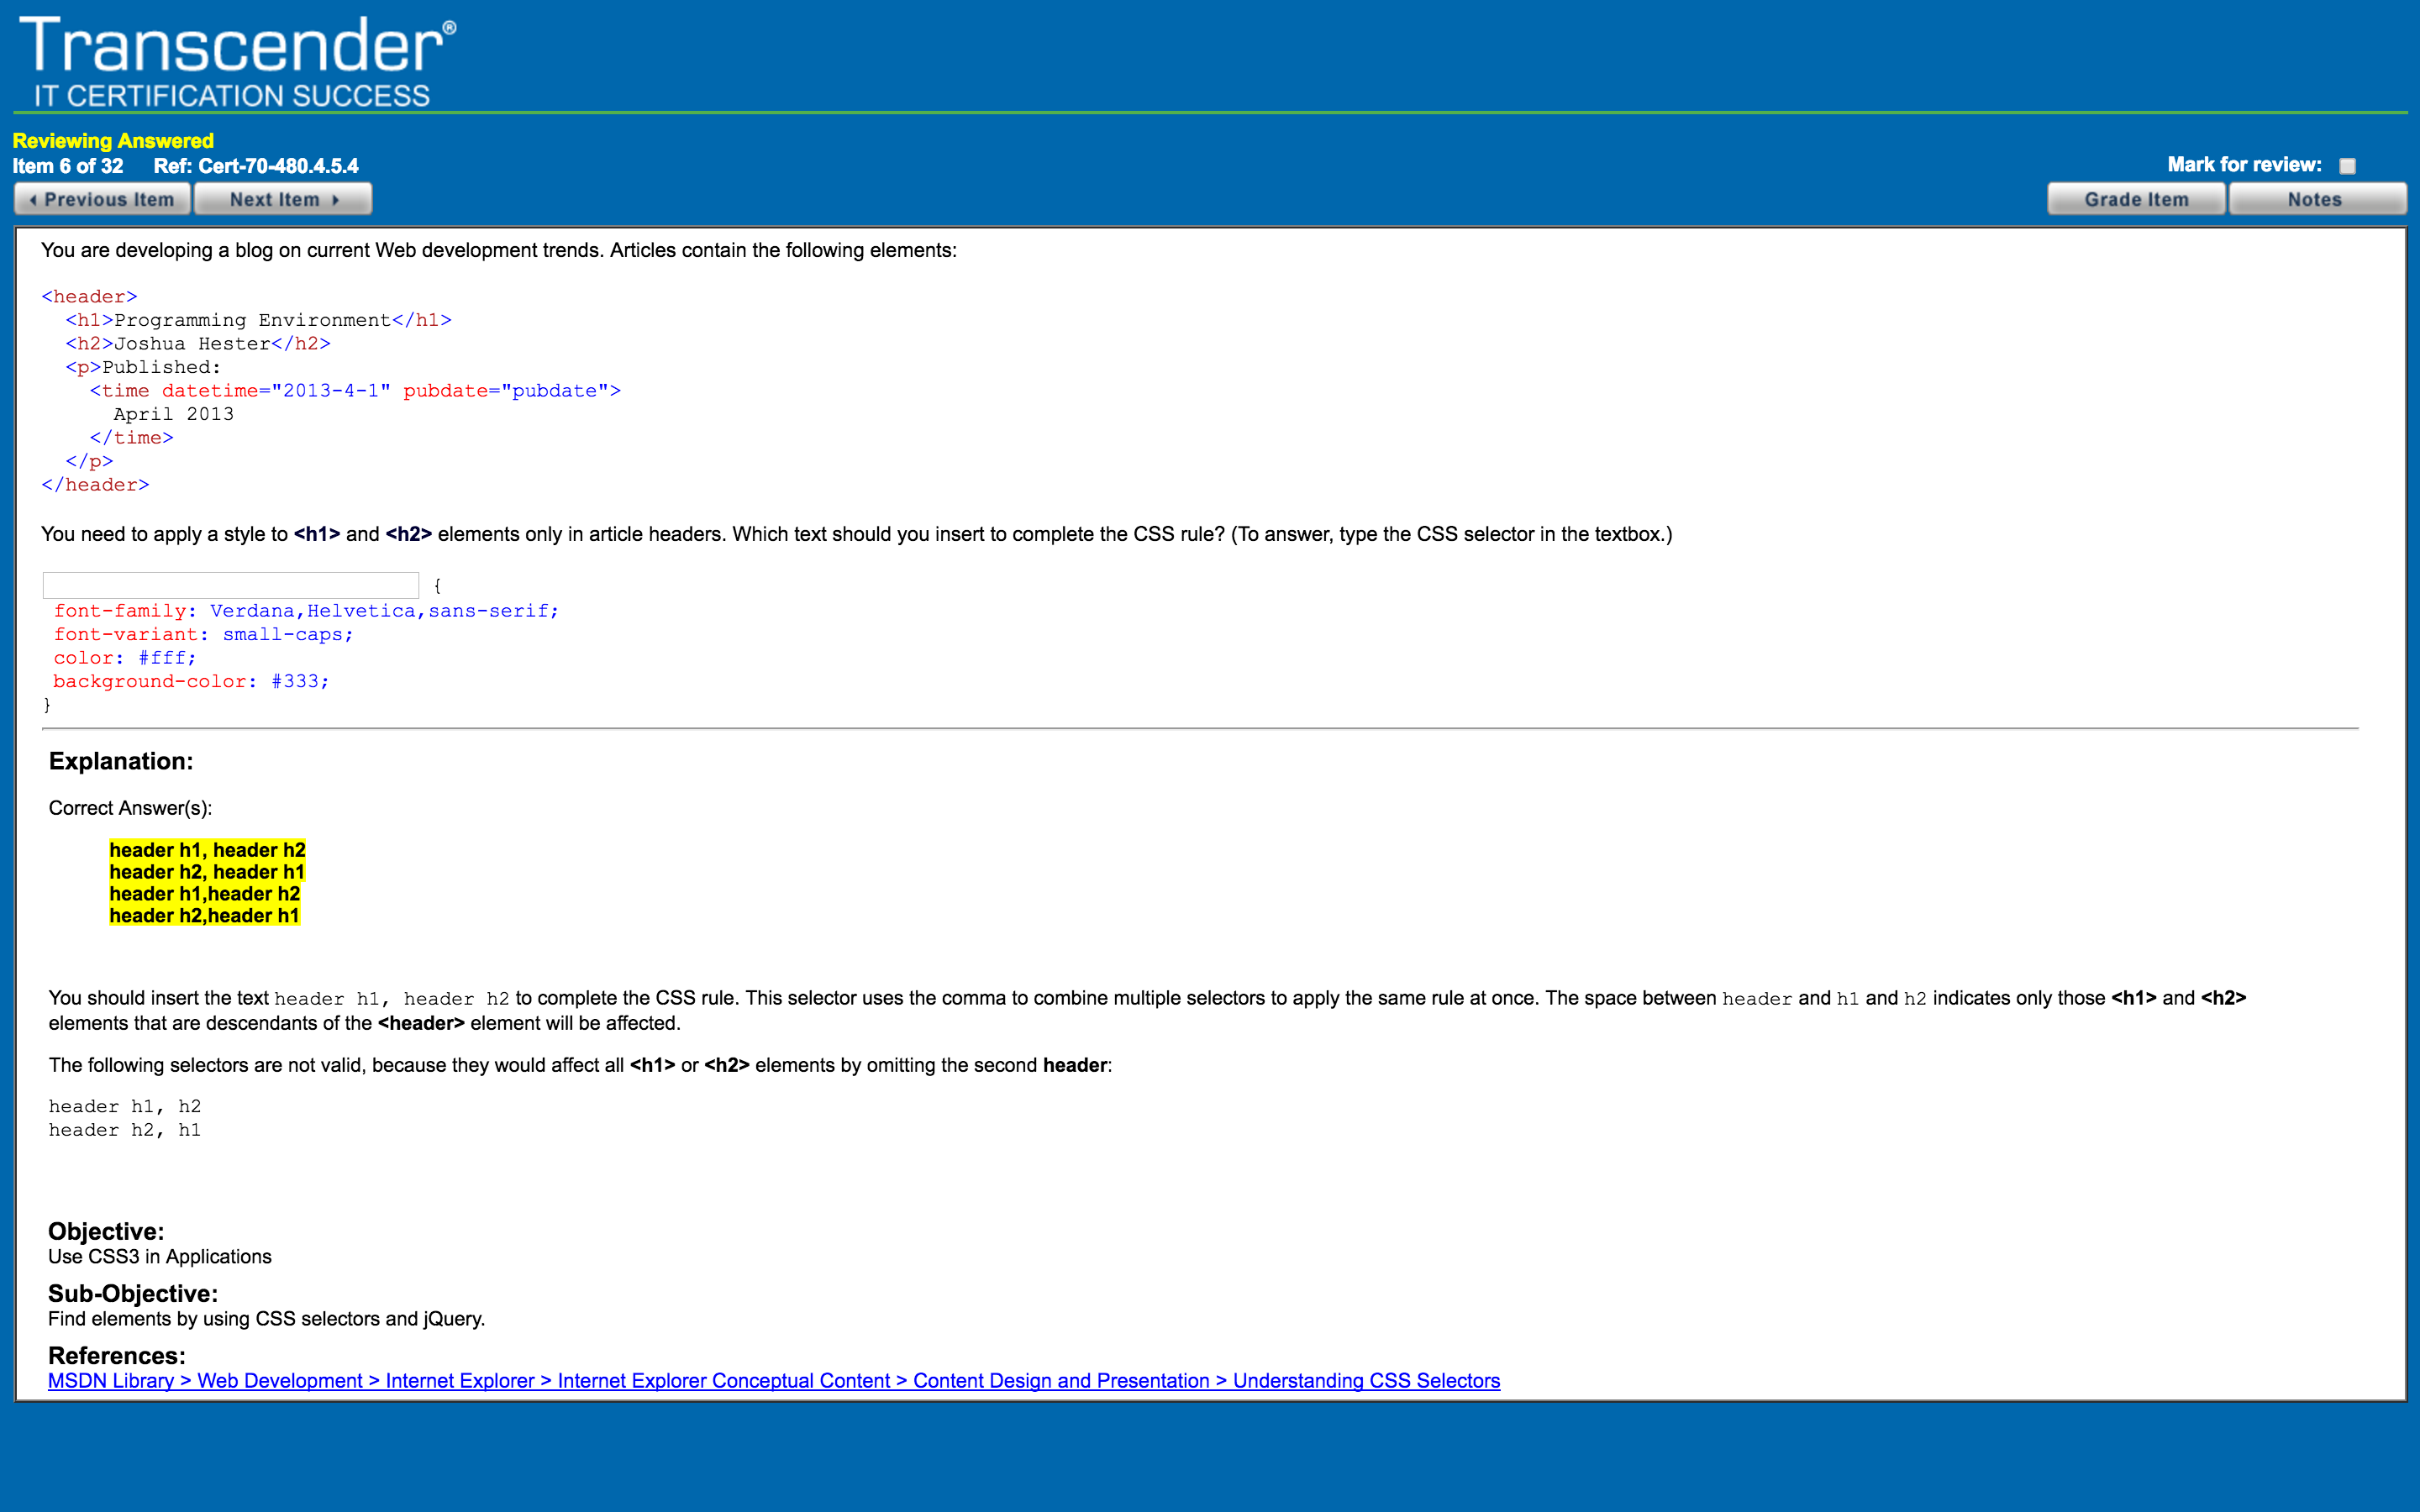 Transcender®
IT CERTIFICATION SUCCESS
Reviewing Answered
Item 6 of 32 Ref: Cert-70-480.4.5.4
Mark for review:
Previous Item Next Item Grade Item Notes
You are developing a blog on current Web development trends. Articles contain the following elements:
<header>
<h1>Programming Environment</h1>
<h2>Joshua Hester</h2>
<p>Published:
<time datetime="2013-4-1" pubdate="pubdate">
April 2013
</time>
</p>
</header>
You need to apply a style to <h1> and <h2> elements only in article headers. Which text should you insert to complete the CSS rule? (To answer, type the CSS selector in the textbox.)
{
font-family: Verdana,Helvetica,sans-serif;
font-variant: small-caps;
color: #fff;
background-color: #333;
}
Explanation:
Correct Answer(s):
header h1, header h2
header h2, header h1
header h1,header h2
header h2,header h1
You should insert the text header h1, header h2 to complete the CSS rule. This selector uses the comma to combine multiple selectors to apply the same rule at once. The space between header and h1 and h2 indicates only those <h1> and <h2>
elements that are descendants of the <header> element will be affected.
The following selectors are not valid, because they would affect all <h1> or <h2> elements by omitting the second header:
header h1, h2
header h2, h1
Objective:
Use CSS3 in Applications
Sub-Objective:
Find elements by using CSS selectors and jQuery.
References:
MSDN Library > Web Development > Internet Explorer > Internet Explorer Conceptual Content > Content Design and Presentation > Understanding CSS Selectors